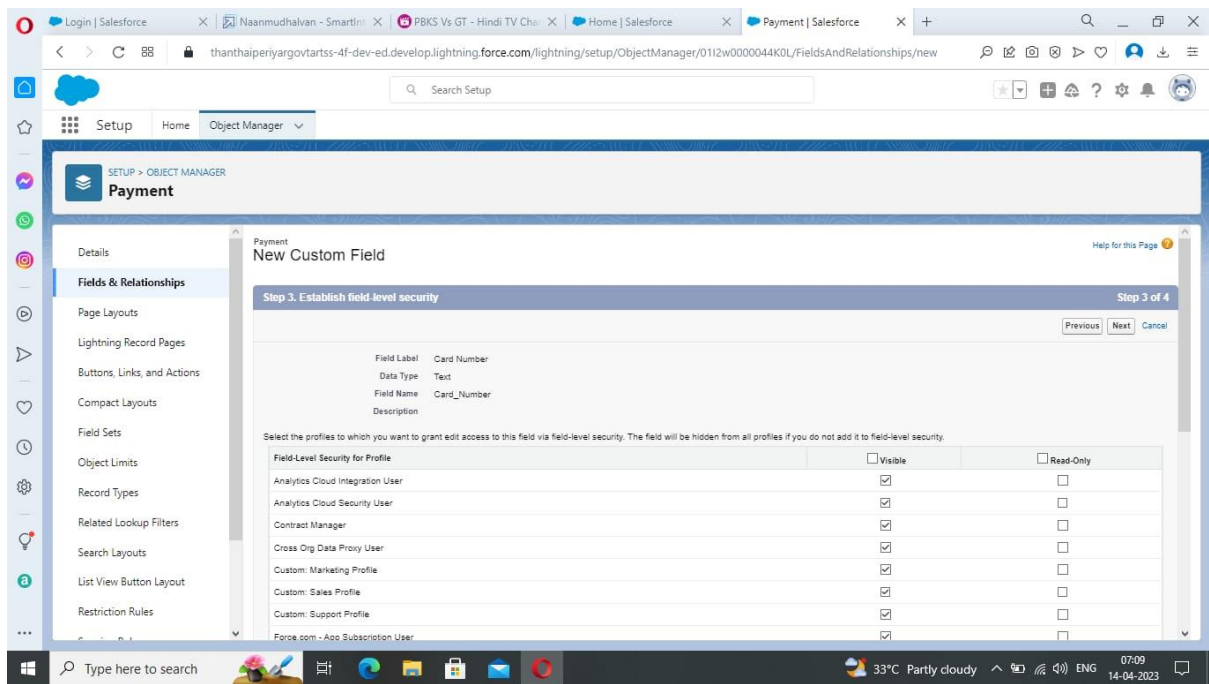 Login | Salesforce
Naanmudhalvan - SmartInt
PBKS Vs GT - Hindi TV Cha
Home | Salesforce
Payment | Salesforce
thanthaiperiyargovtartss-4f-dev-ed.develop.lightning.force.com/lightning/setup/ObjectManager/01I2w0000044K0L/FieldsAndRelationships/new
Search Setup
Setup Home Object Manager
SETUP > OBJECT MANAGER
Payment
Details
Fields & Relationships
Page Layouts
Lightning Record Pages
Buttons, Links, and Actions
Compact Layouts
Field Sets
Object Limits
Record Types
Related Lookup Filters
Search Layouts
List View Button Layout
Restriction Rules
Payment
New Custom Field
Help for this Page
Step 3. Establish field-level security Step 3 of 4
Previous Next Cancel
Field Label Card Number
Data Type Text
Field Name Card_Number
Description
Select the profiles to which you want to grant edit access to this field via field-level security. The field will be hidden from all profiles if you do not add it to field-level security.
Field-Level Security for Profile Visible Read-Only
Analytics Cloud Integration User
Analytics Cloud Security User
Contract Manager
Cross Org Data Proxy User
Custom: Marketing Profile
Custom: Sales Profile
Custom: Support Profile
Force.com - App Subscription User
Type here to search
33°C Partly cloudy
ENG
07:09
14-04-2023